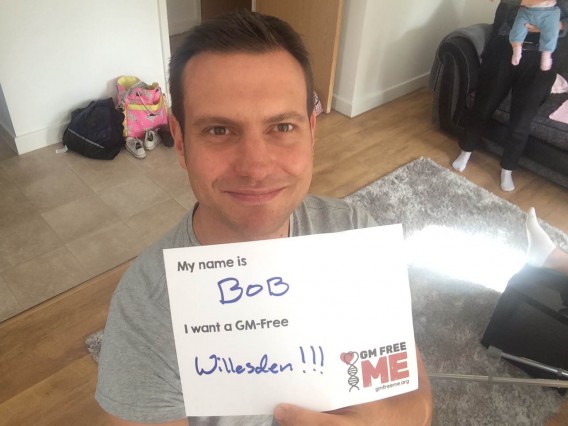 My name is
BOB
I want a GM-Free
Willesden!!!
GM FREE
ME
gmfreeme.org